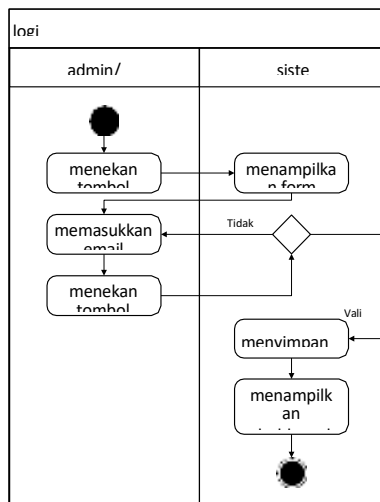 logi
admin/
siste
menekan
tombol
menampilka
n form
memasukkan
email
Tidak
menekan
tombol
Vali
menyimpan
menampilk
an